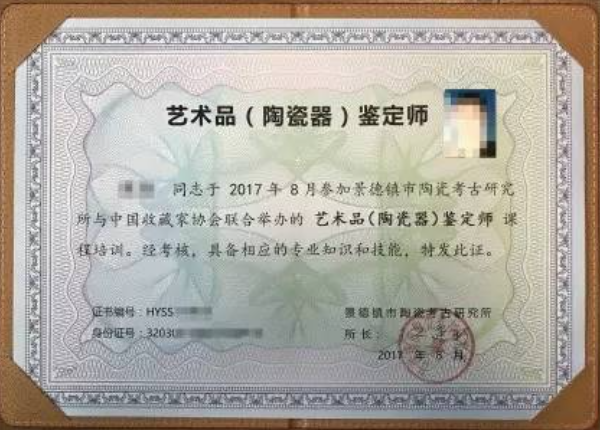 艺术品（陶瓷器）鉴定师
同志于 2017 年 8 月参加景德镇市陶瓷考古研究
所与中国收藏家协会联合举办的 艺术品(陶瓷器)鉴定师 课
程培训。经考核，具备相应的专业知识和技能，特发此证。
证书编号：HYSS
景德镇市陶瓷考古研究所
身份证号：3203
所 长：
2017 年 8 月